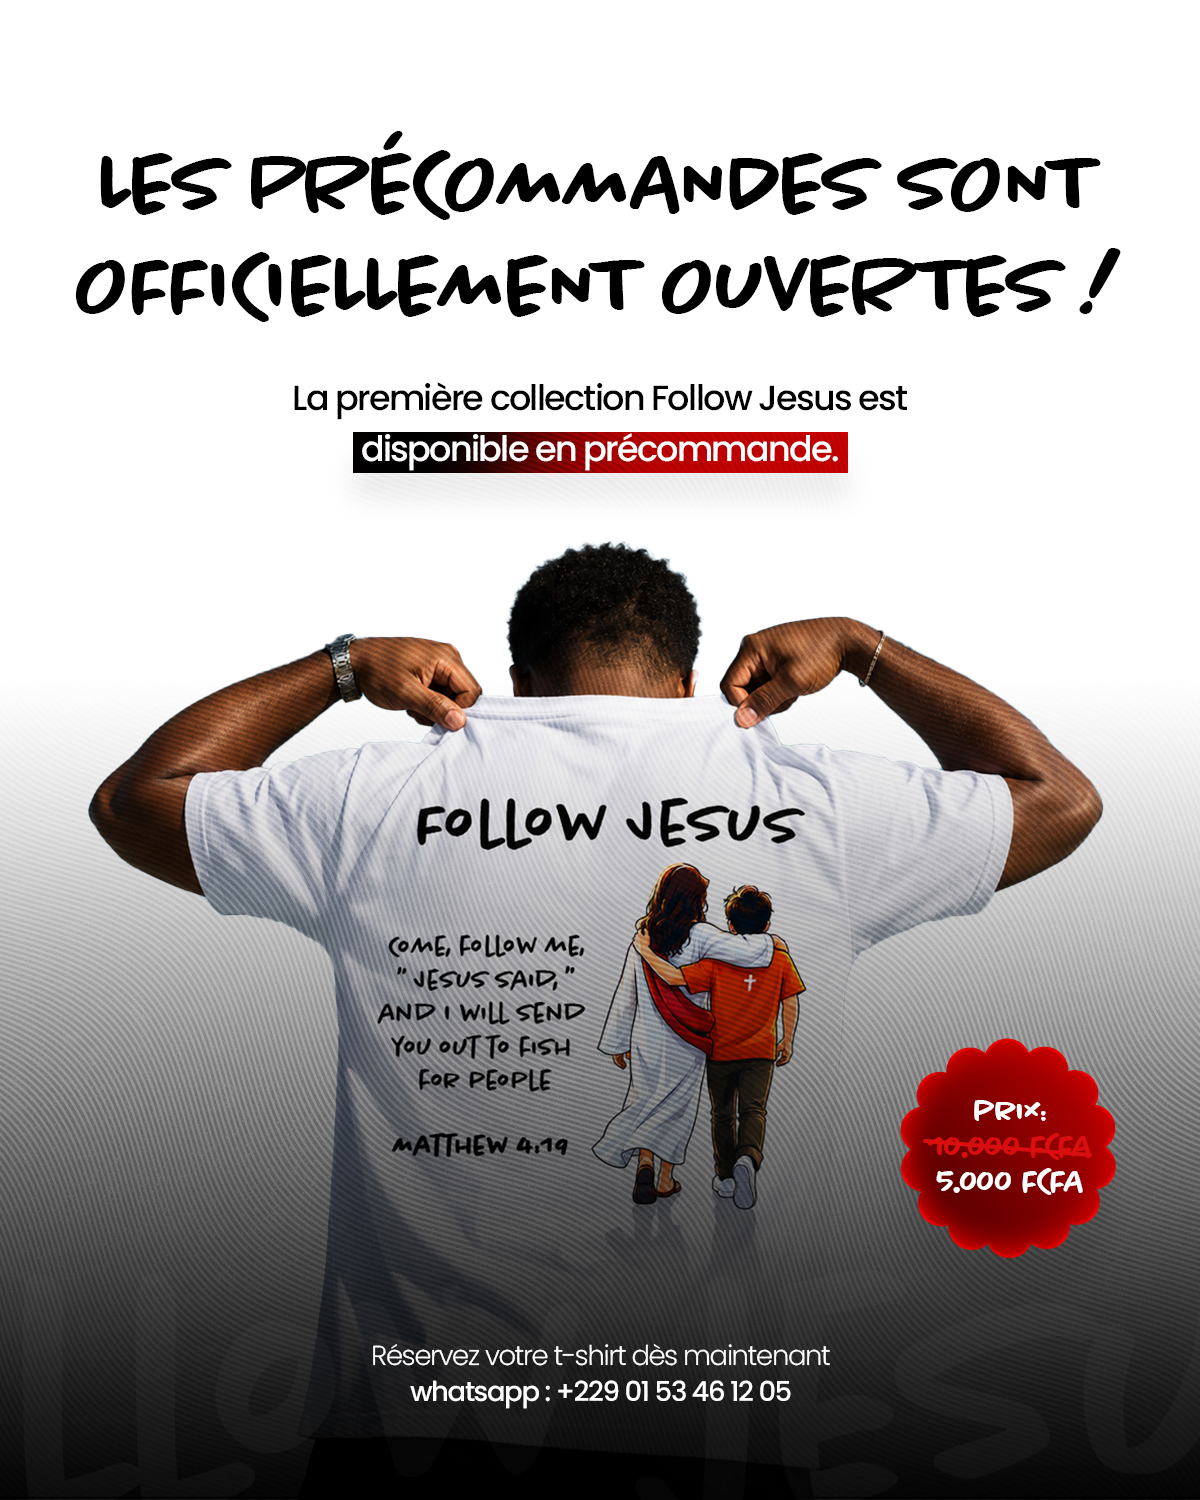 LES PRÉCOMMANDES SONT
OFFICIELLEMENT OUVERTES !
La première collection Follow Jesus est
disponible en précommande.
FOLLOW JESUS
COME, FOLLOW ME,
"JESUS SAID,"
AND I WILL SEND
YOU OUT TO FISH
FOR PEOPLE
MATTHEW 4:19
PRIX:
10.000 FCFA
5.000 FCFA
Réservez votre t-shirt dès maintenant
whatsapp : +229 01 53 46 12 05
LLOW JESU